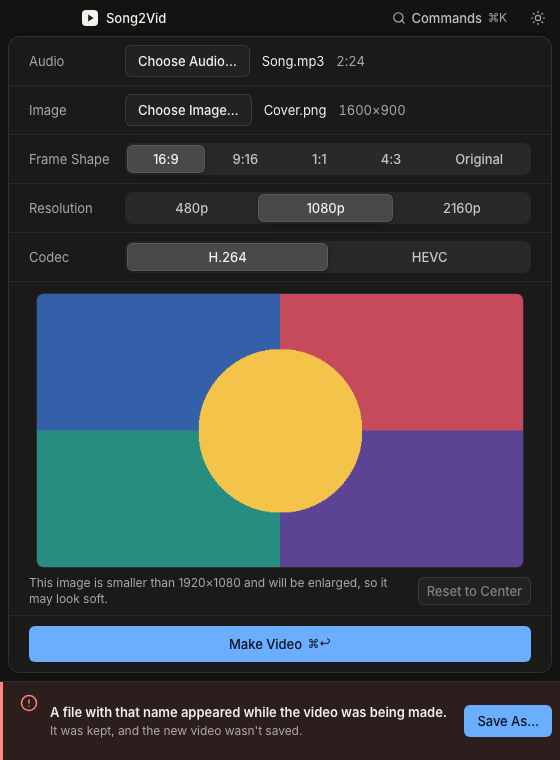 Song2Vid
Commands ⌘K
Audio
Choose Audio...
Song.mp3
2:24
Image
Choose Image...
Cover.png
1600×900
Frame Shape
16:9
9:16
1:1
4:3
Original
Resolution
480p
1080p
2160p
Codec
H.264
HEVC
This image is smaller than 1920×1080 and will be enlarged, so it
may look soft.
Reset to Center
Make Video ⌘↩
A file with that name appeared while the video was being made.
It was kept, and the new video wasn't saved.
Save As...